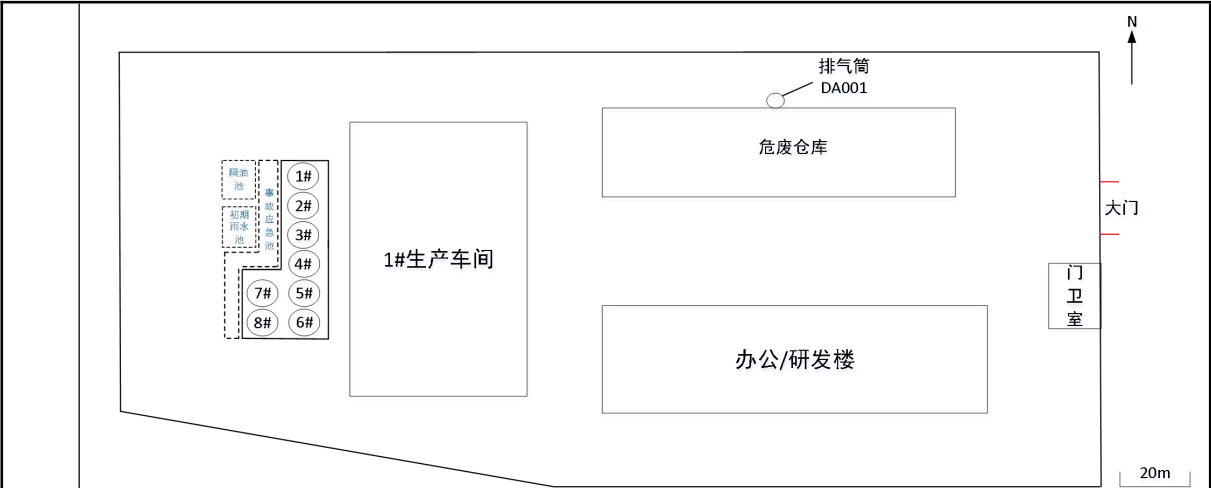 N
排气筒
DA001
危废仓库
隔油
池
事
故
应
急
池
初期
雨水
池
1#
2#
3#
4#
7#
5#
8#
6#
1#生产车间
大门
门
卫
室
办公/研发楼
20m